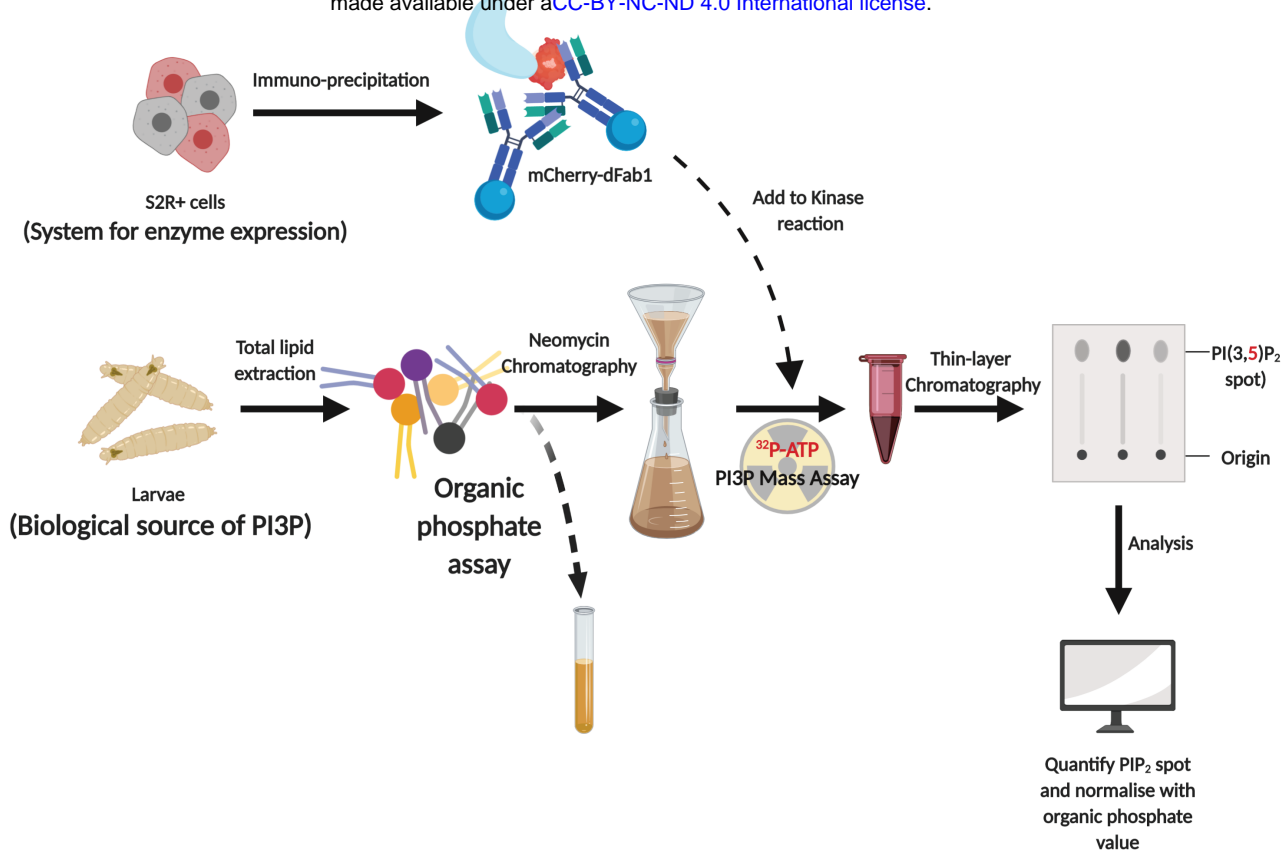 made available under aCC-BY-NC-ND 4.0 International license.
Immuno-precipitation
S2R+ cells
(System for enzyme expression)
mCherry-dFab1
Add to Kinase
reaction
Larvae
(Biological source of PI3P)
Total lipid
extraction
Neomycin
Chromatography
Organic
phosphate
assay
³²P-ATP
PI3P Mass Assay
Thin-layer
Chromatography
PI(3,5)P₂
spot)
Origin
Analysis
Quantify PIP₂ spot
and normalise with
organic phosphate
value